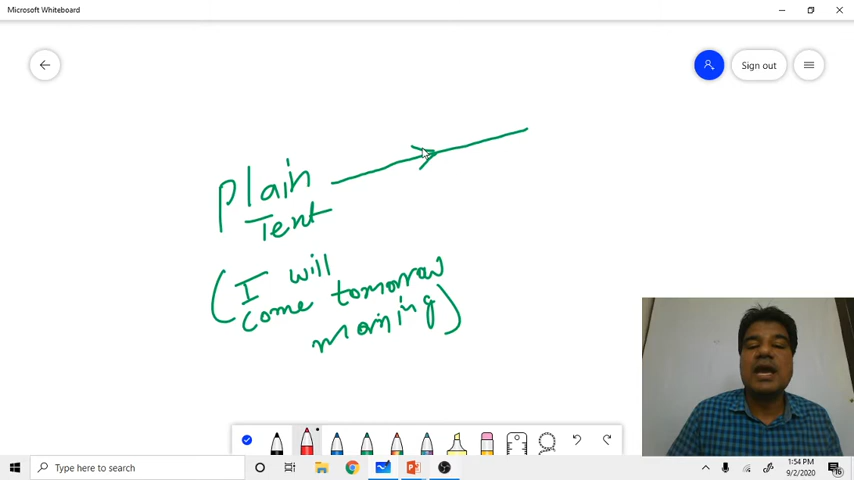 Microsoft Whiteboard
Sign out
Plain
Text
(I will
come tomorrow
morning)
Type here to search
1:54 PM
9/2/2020